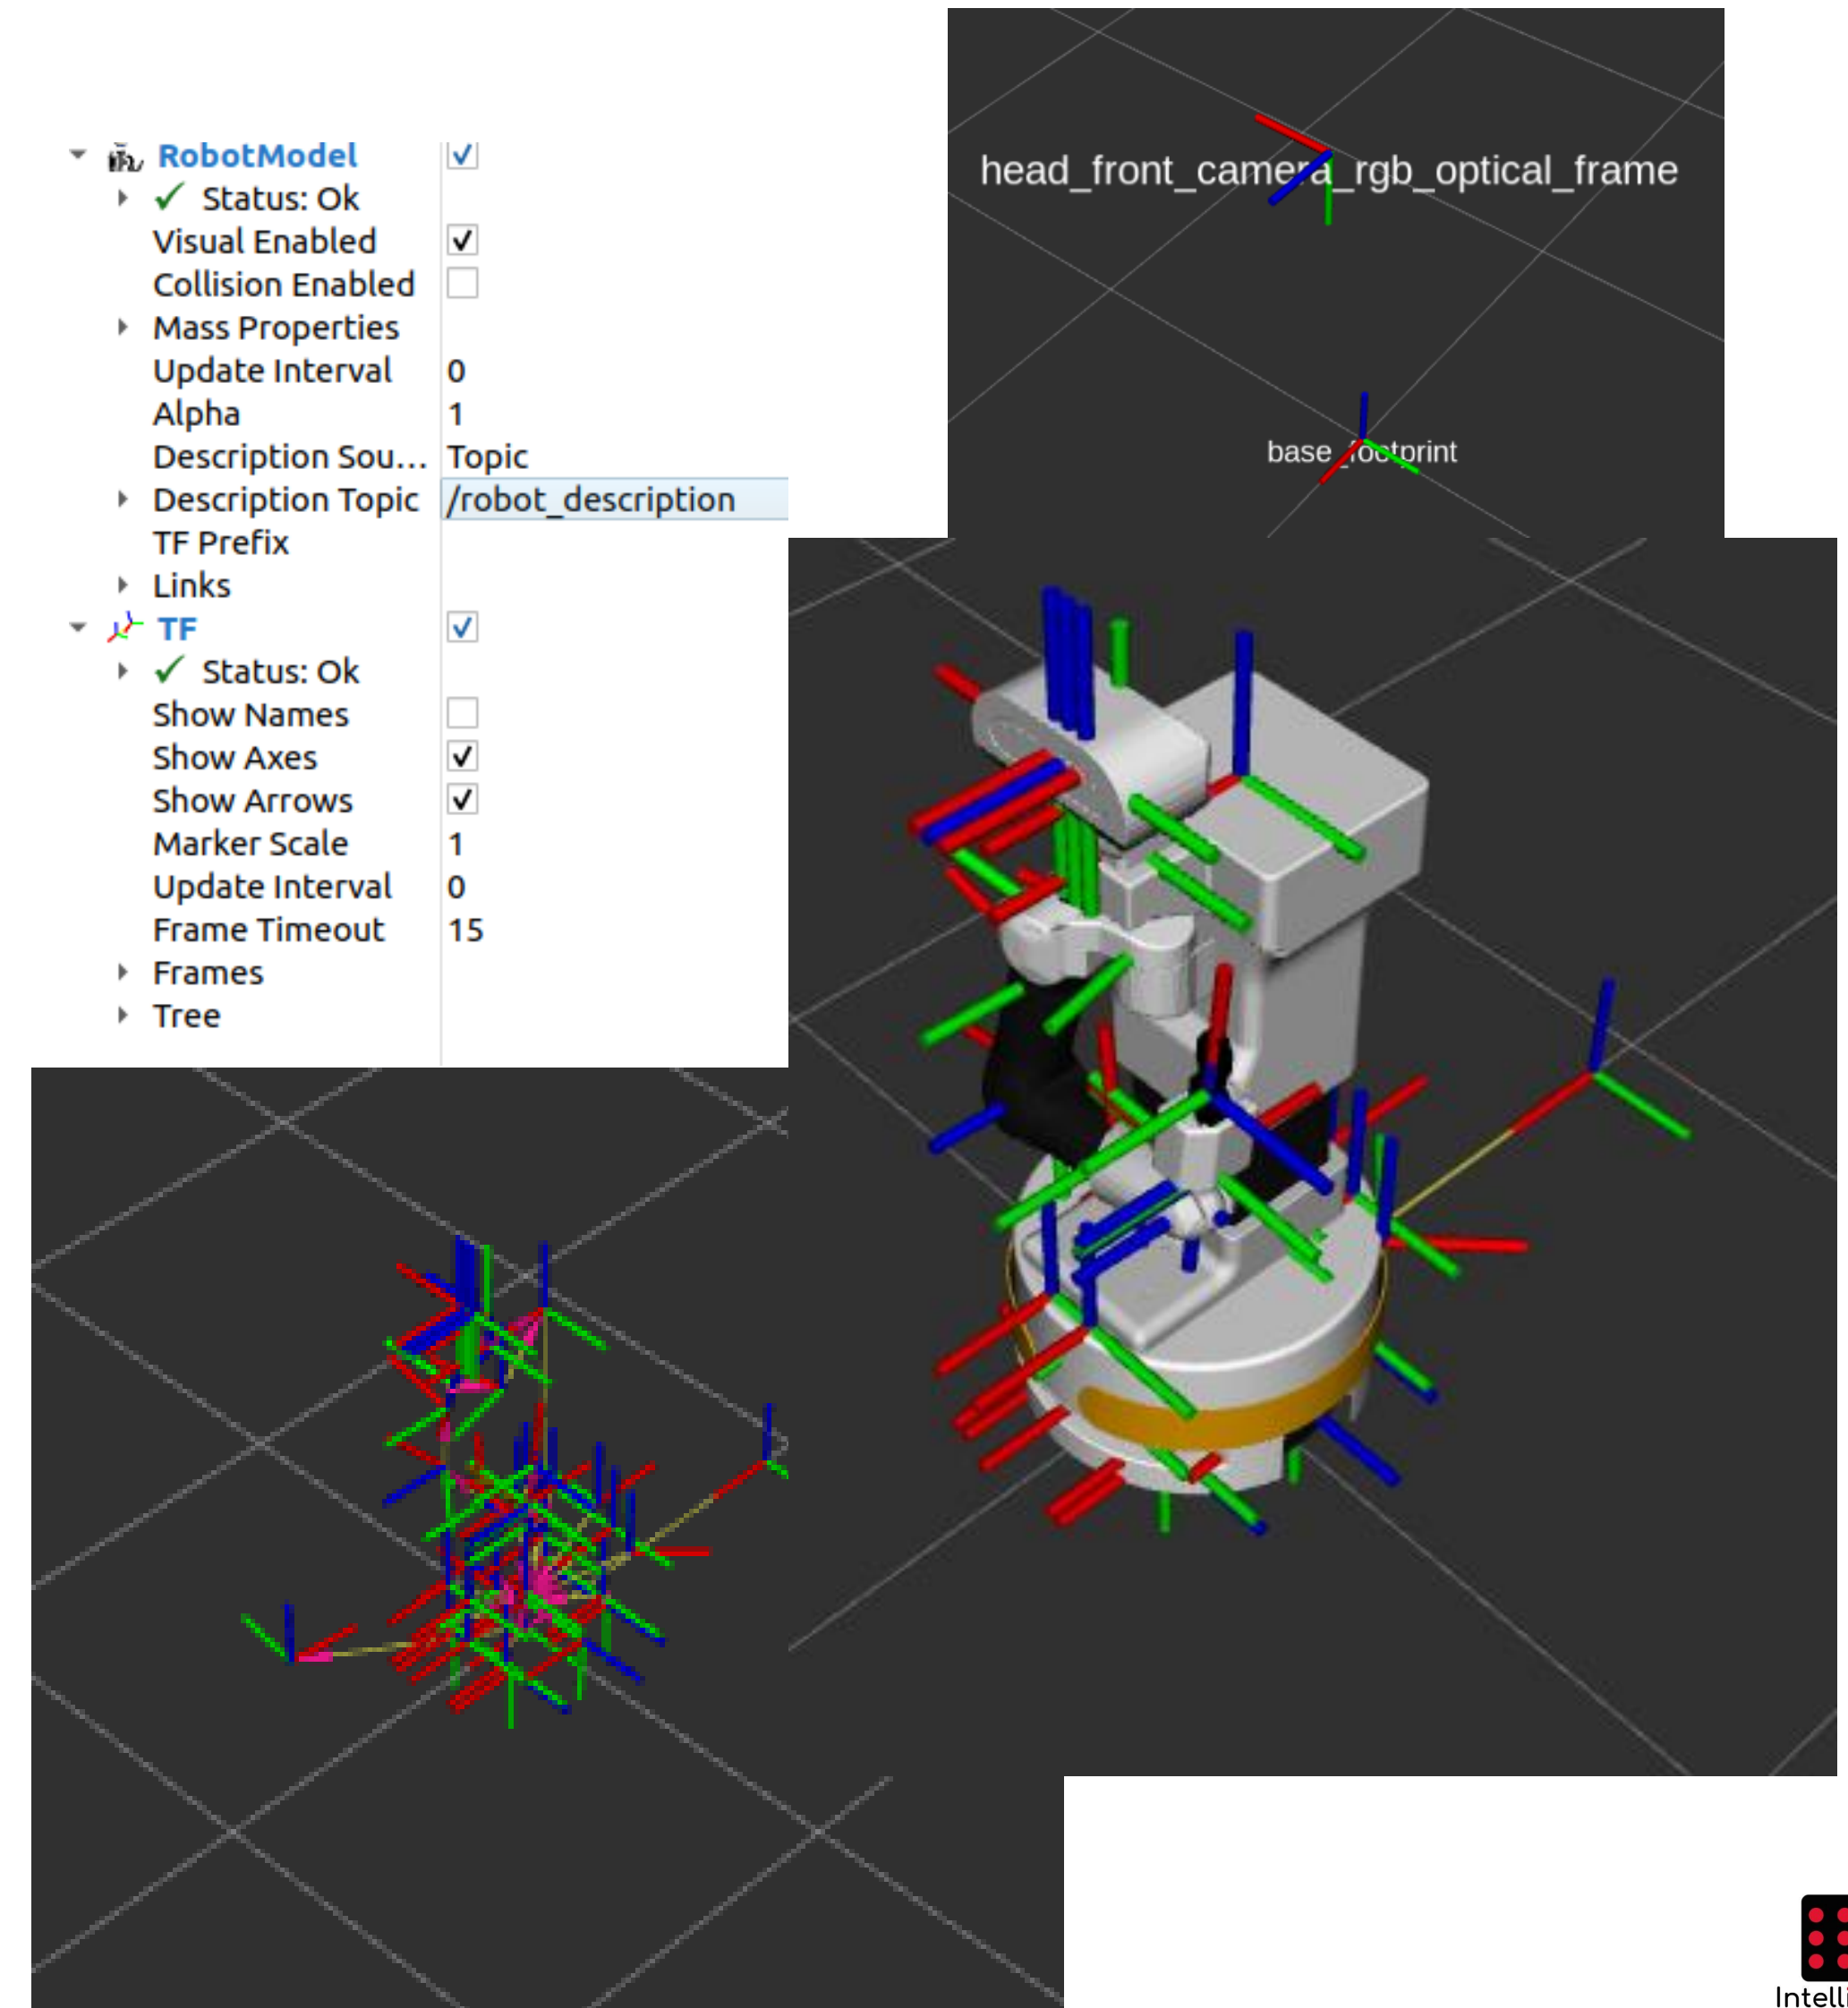 RobotModel
Status: Ok
Visual Enabled
Collision Enabled
Mass Properties
Update Interval 0
Alpha 1
Description Sou... Topic
Description Topic /robot_description
TF Prefix
Links
TF
Status: Ok
Show Names
Show Axes
Show Arrows
Marker Scale 1
Update Interval 0
Frame Timeout 15
Frames
Tree
head_front_camera_rgb_optical_frame
base_footprint
Intelli